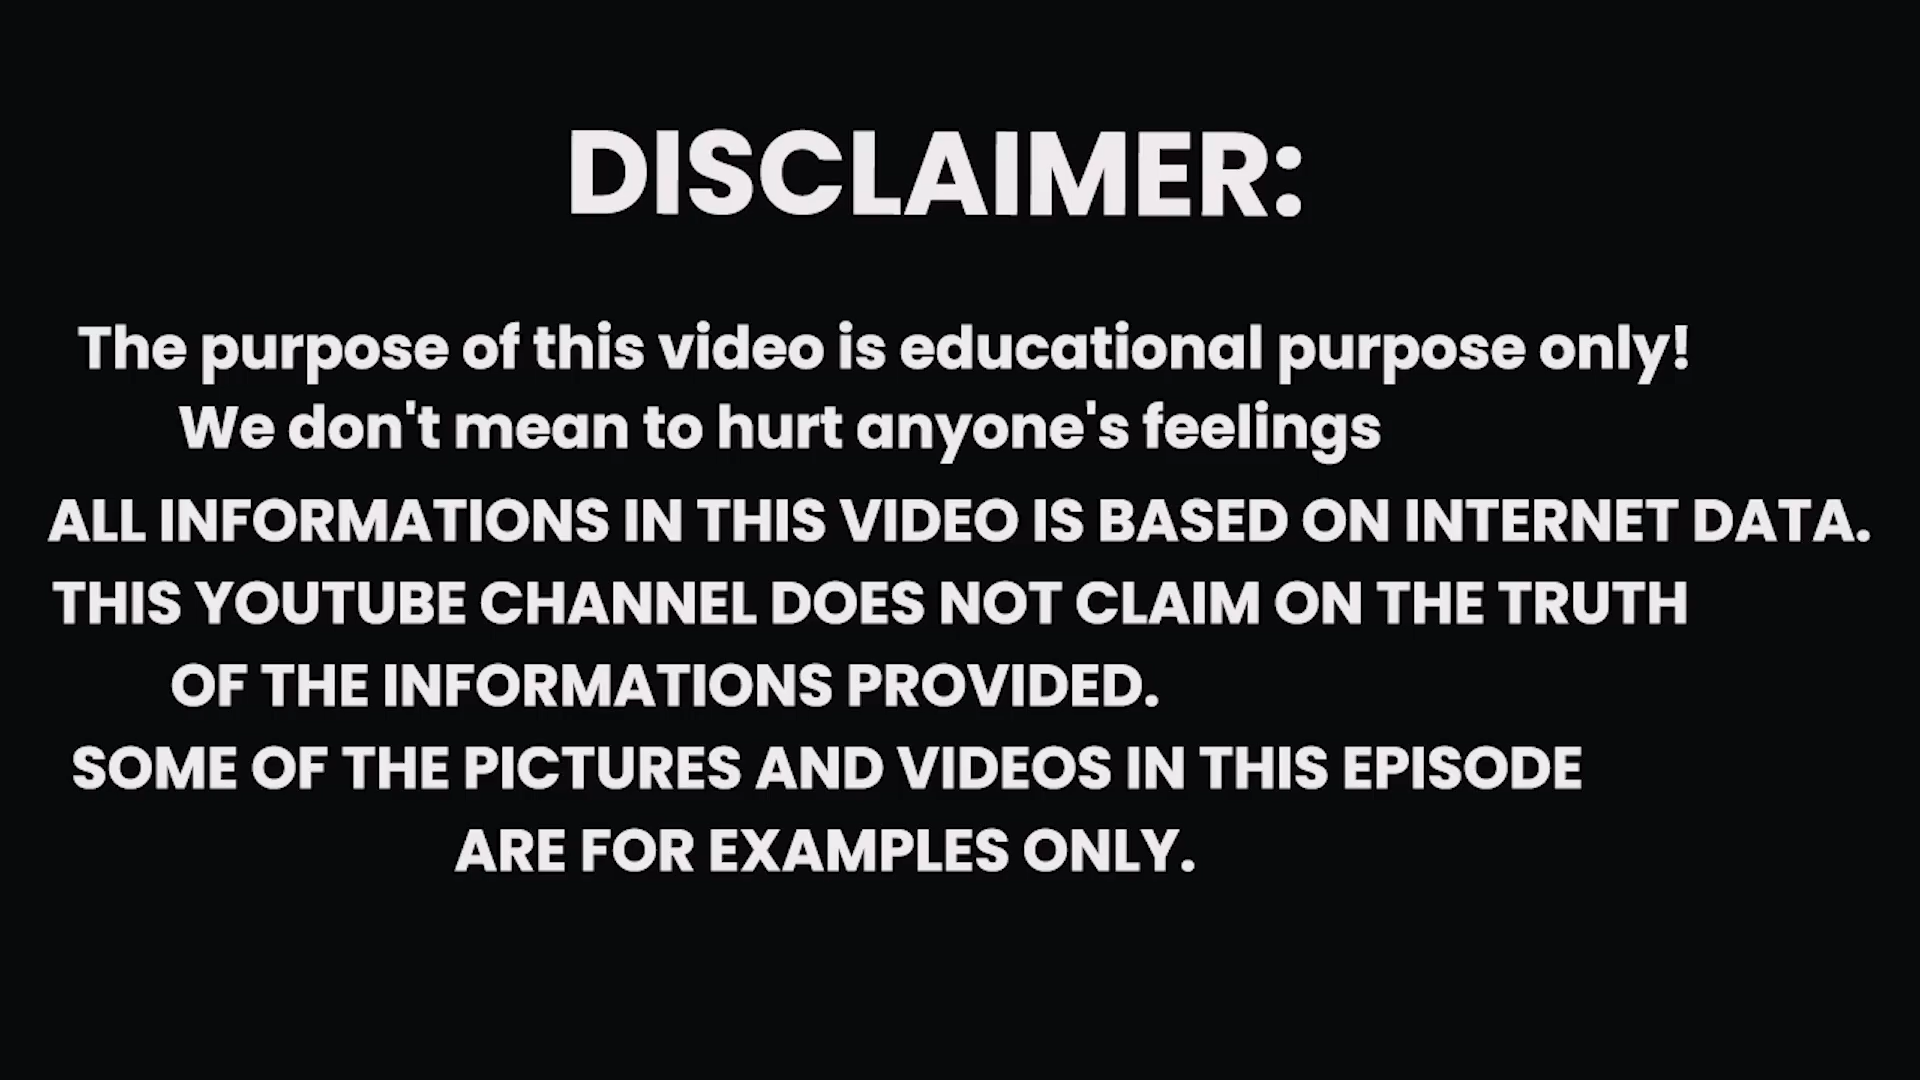 DISCLAIMER:
The purpose of this video is educational purpose only!
We don't mean to hurt anyone's feelings
ALL INFORMATIONS IN THIS VIDEO IS BASED ON INTERNET DATA.
THIS YOUTUBE CHANNEL DOES NOT CLAIM ON THE TRUTH
OF THE INFORMATIONS PROVIDED.
SOME OF THE PICTURES AND VIDEOS IN THIS EPISODE
ARE FOR EXAMPLES ONLY.